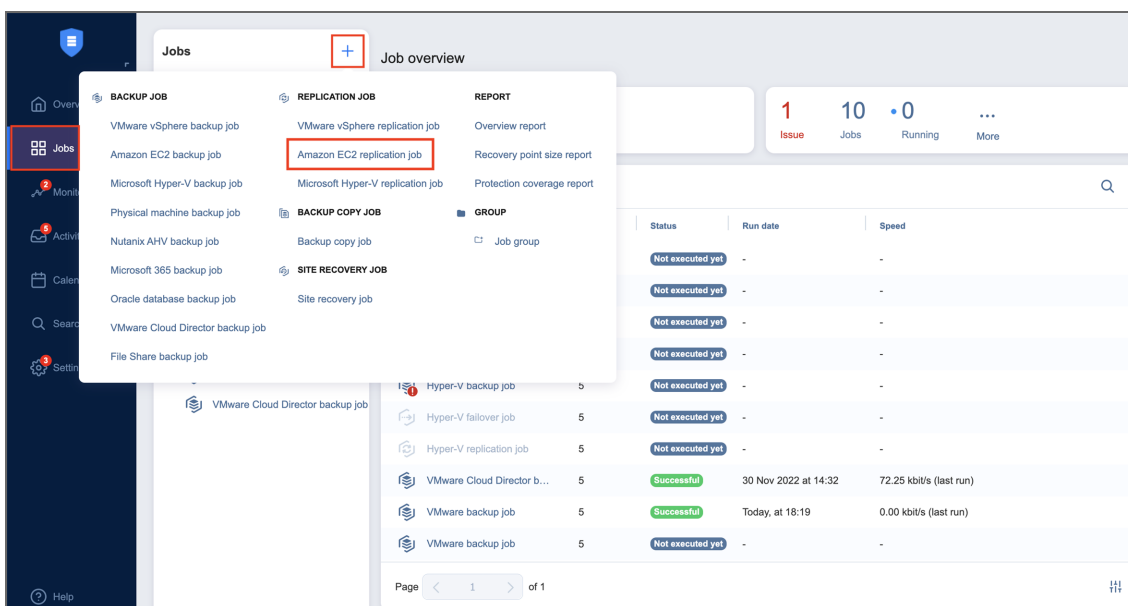 Jobs
+
Job overview
Overv
Jobs
2
Monito
5
Activit
Calen
Searc
3
Settin
Help
BACKUP JOB
VMware vSphere backup job
Amazon EC2 backup job
Microsoft Hyper-V backup job
Physical machine backup job
Nutanix AHV backup job
Microsoft 365 backup job
Oracle database backup job
VMware Cloud Director backup job
File Share backup job
REPLICATION JOB
VMware vSphere replication job
Amazon EC2 replication job
Microsoft Hyper-V replication job
BACKUP COPY JOB
Backup copy job
SITE RECOVERY JOB
Site recovery job
REPORT
Overview report
Recovery point size report
Protection coverage report
GROUP
Job group
VMware Cloud Director backup job
1 10 0 ...
Issue Jobs Running More
Status Run date Speed
Not executed yet - -
Not executed yet - -
Not executed yet - -
Not executed yet - -
Hyper-V backup job 5 Not executed yet - -
Hyper-V failover job 5 Not executed yet - -
Hyper-V replication job 5 Not executed yet - -
VMware Cloud Director b... 5 Successful 30 Nov 2022 at 14:32 72.25 kbit/s (last run)
VMware backup job 5 Successful Today, at 18:19 0.00 kbit/s (last run)
VMware backup job 5 Not executed yet - -
Page < 1 > of 1